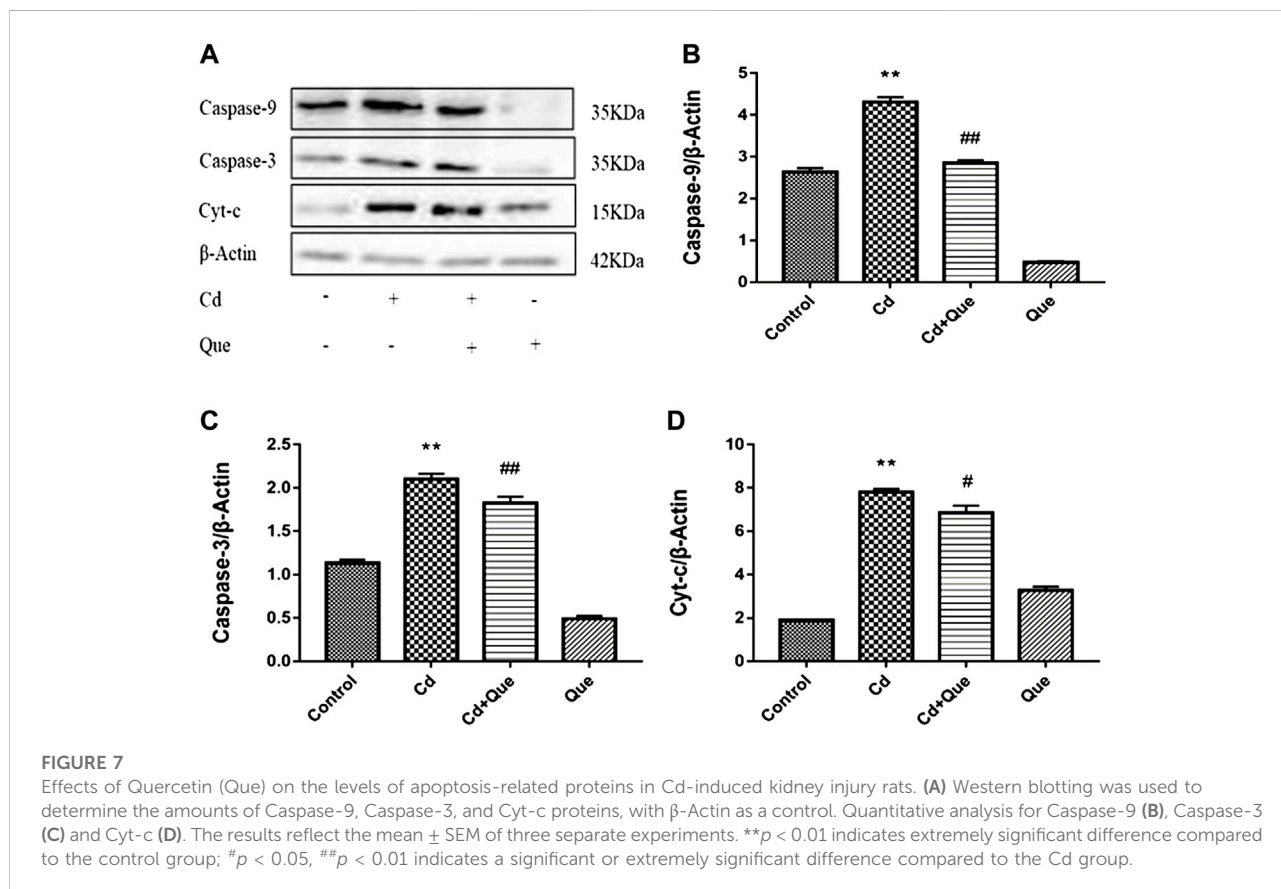 A
Caspase-9 35KDa
Caspase-3 35KDa
Cyt-c 15KDa
β-Actin 42KDa
Cd - + + -
Que - - + +
B
Caspase-9/β-Actin
5
4
3
2
1
0
**
##
Control Cd Cd+Que Que
C
Caspase-3/β-Actin
2.5
2.0
1.5
1.0
0.5
0.0
**
##
Control Cd Cd+Que Que
D
Cyt-c/β-Actin
10
8
6
4
2
0
**
#
Control Cd Cd+Que Que
FIGURE 7
Effects of Quercetin (Que) on the levels of apoptosis-related proteins in Cd-induced kidney injury rats. (A) Western blotting was used to
determine the amounts of Caspase-9, Caspase-3, and Cyt-c proteins, with β-Actin as a control. Quantitative analysis for Caspase-9 (B), Caspase-3
(C) and Cyt-c (D). The results reflect the mean ± SEM of three separate experiments. **p < 0.01 indicates extremely significant difference compared
to the control group; #p < 0.05, ##p < 0.01 indicates a significant or extremely significant difference compared to the Cd group.